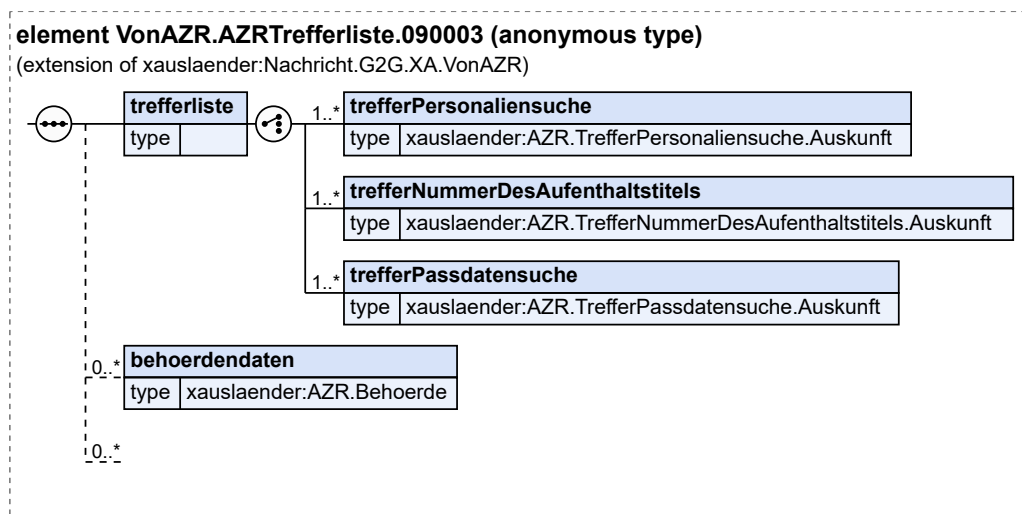 element VonAZR.AZRTrefferliste.090003 (anonymous type)
(extension of xauslaender:Nachricht.G2G.XA.VonAZR)
trefferliste
type
1..* trefferPersonaliensuche
type xauslaender:AZR.TrefferPersonaliensuche.Auskunft
1..* trefferNummerDesAufenthaltstitels
type xauslaender:AZR.TrefferNummerDesAufenthaltstitels.Auskunft
1..* trefferPassdatensuche
type xauslaender:AZR.TrefferPassdatensuche.Auskunft
0..* behoerdendaten
type xauslaender:AZR.Behoerde
0..*